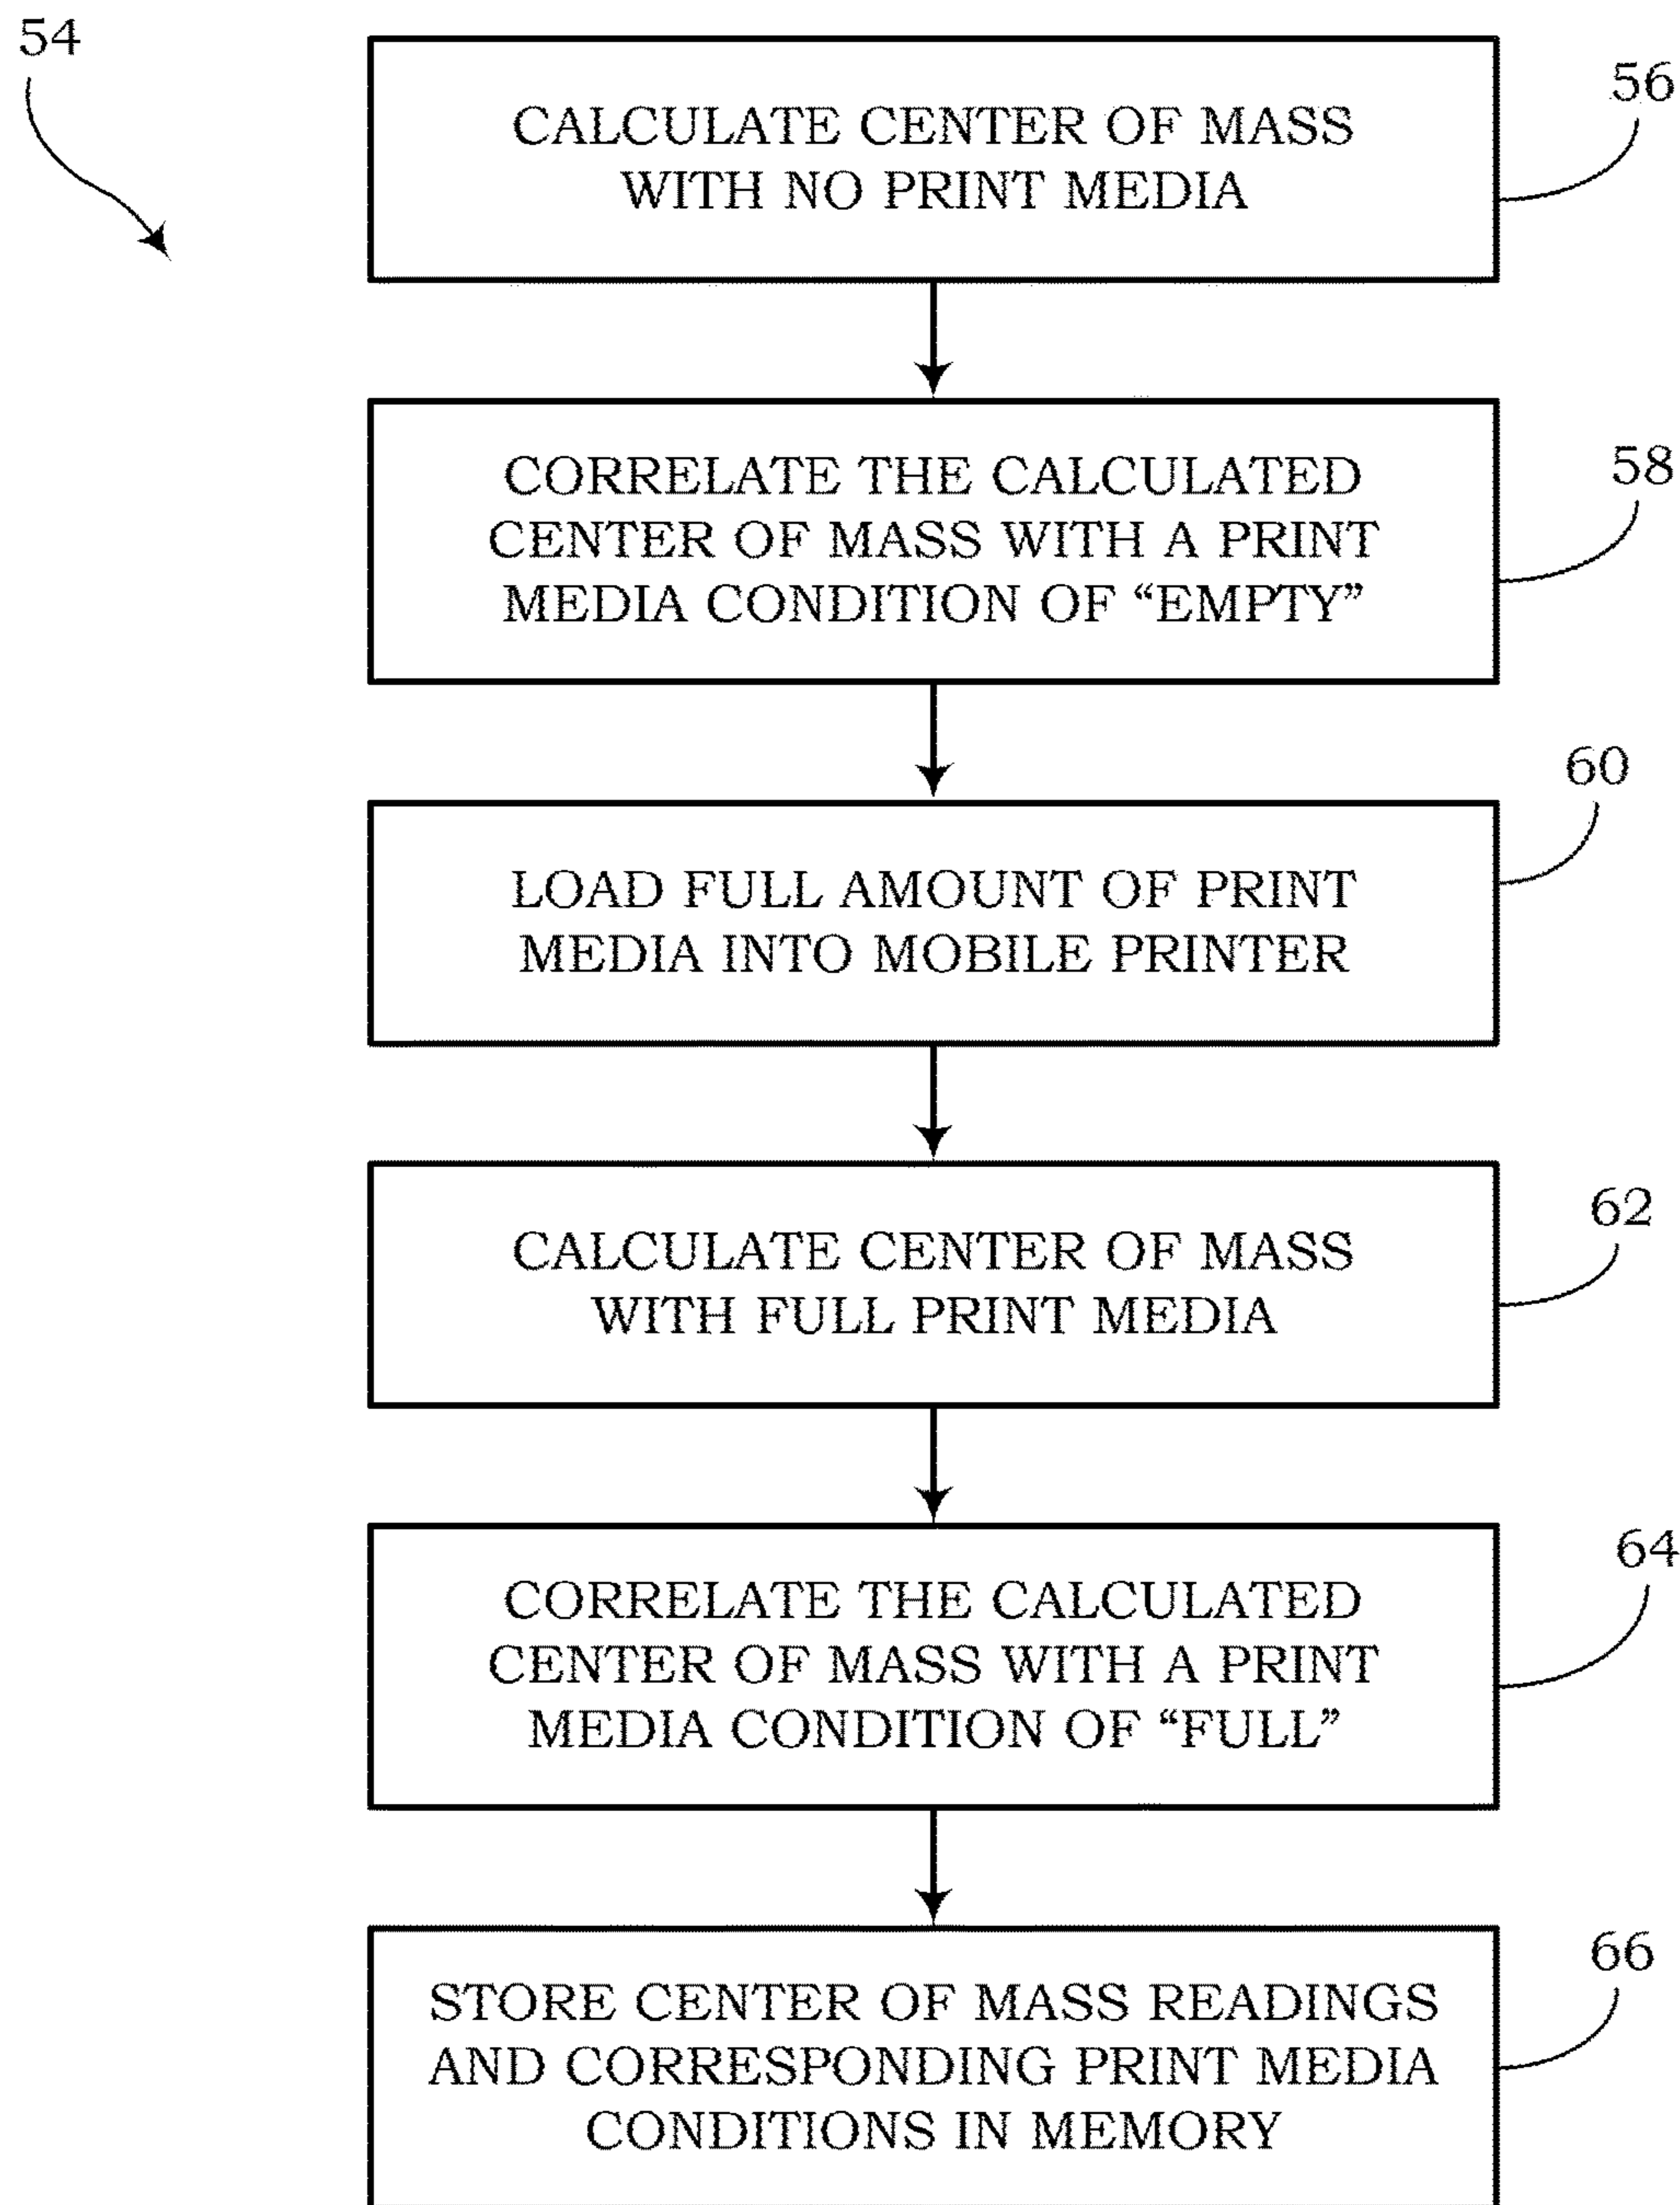 54
CALCULATE CENTER OF MASS
WITH NO PRINT MEDIA
56
CORRELATE THE CALCULATED
CENTER OF MASS WITH A PRINT
MEDIA CONDITION OF “EMPTY”
58
LOAD FULL AMOUNT OF PRINT
MEDIA INTO MOBILE PRINTER
60
CALCULATE CENTER OF MASS
WITH FULL PRINT MEDIA
62
CORRELATE THE CALCULATED
CENTER OF MASS WITH A PRINT
MEDIA CONDITION OF “FULL”
64
STORE CENTER OF MASS READINGS
AND CORRESPONDING PRINT MEDIA
CONDITIONS IN MEMORY
66